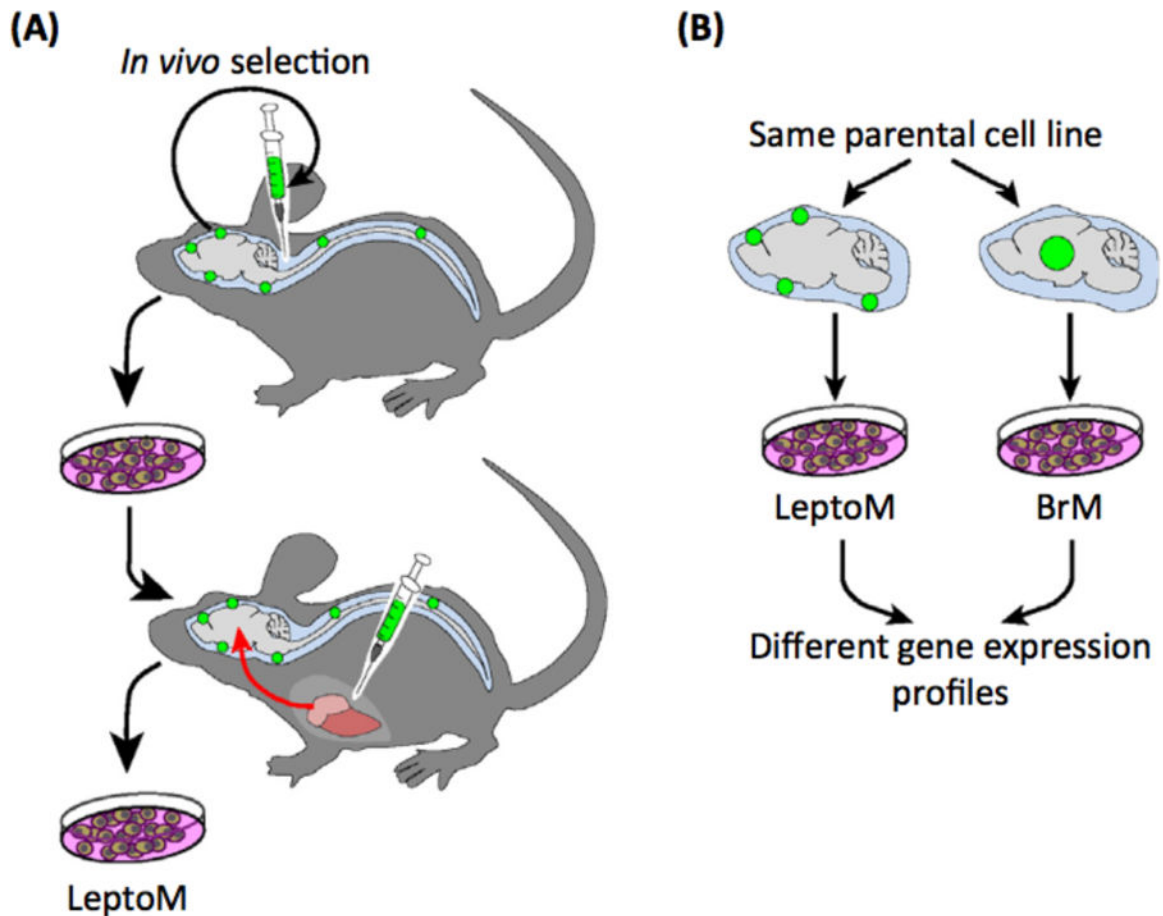 (A)
In vivo selection
LeptoM
(B)
Same parental cell line
LeptoM
BrM
Different gene expression
profiles